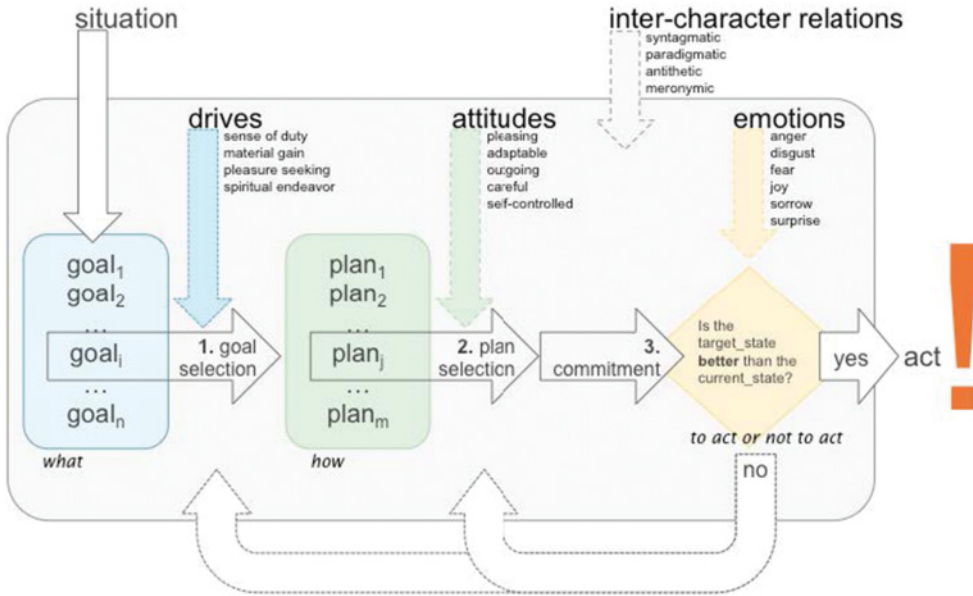 situation
inter-character relations
syntagmatic
paradigmatic
antithetic
meronymic
drives
sense of duty
material gain
pleasure seeking
spiritual endeavor
attitudes
pleasing
adaptable
outgoing
careful
self-controlled
emotions
anger
disgust
fear
joy
sorrow
surprise
goal₁
goal₂
...
goalᵢ
...
goalₙ
what
1. goal
selection
plan₁
plan₂
...
planⱼ
...
planₘ
how
2. plan
selection
3.
commitment
Is the
target_state
better than the
current_state?
to act or not to act
yes
no
act
!